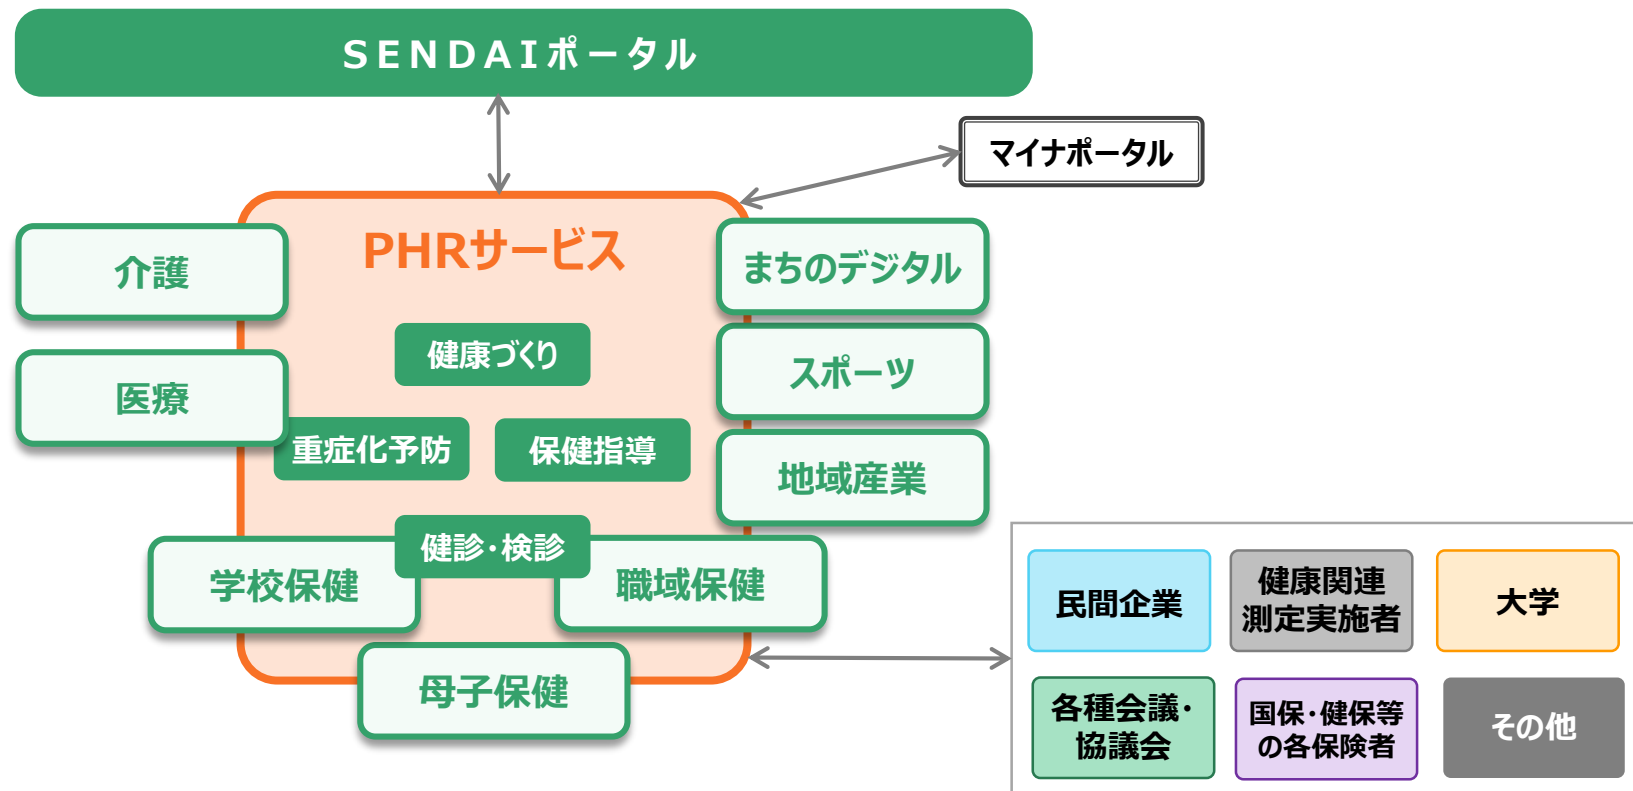 SENDAIポータル
マイナポータル
PHRサービス
介護
医療
まちのデジタル
スポーツ
地域産業
健康づくり
重症化予防
保健指導
健診・検診
学校保健
職域保健
母子保健
民間企業
健康関連
測定実施者
大学
各種会議・
協議会
国保・健保等
の各保険者
その他